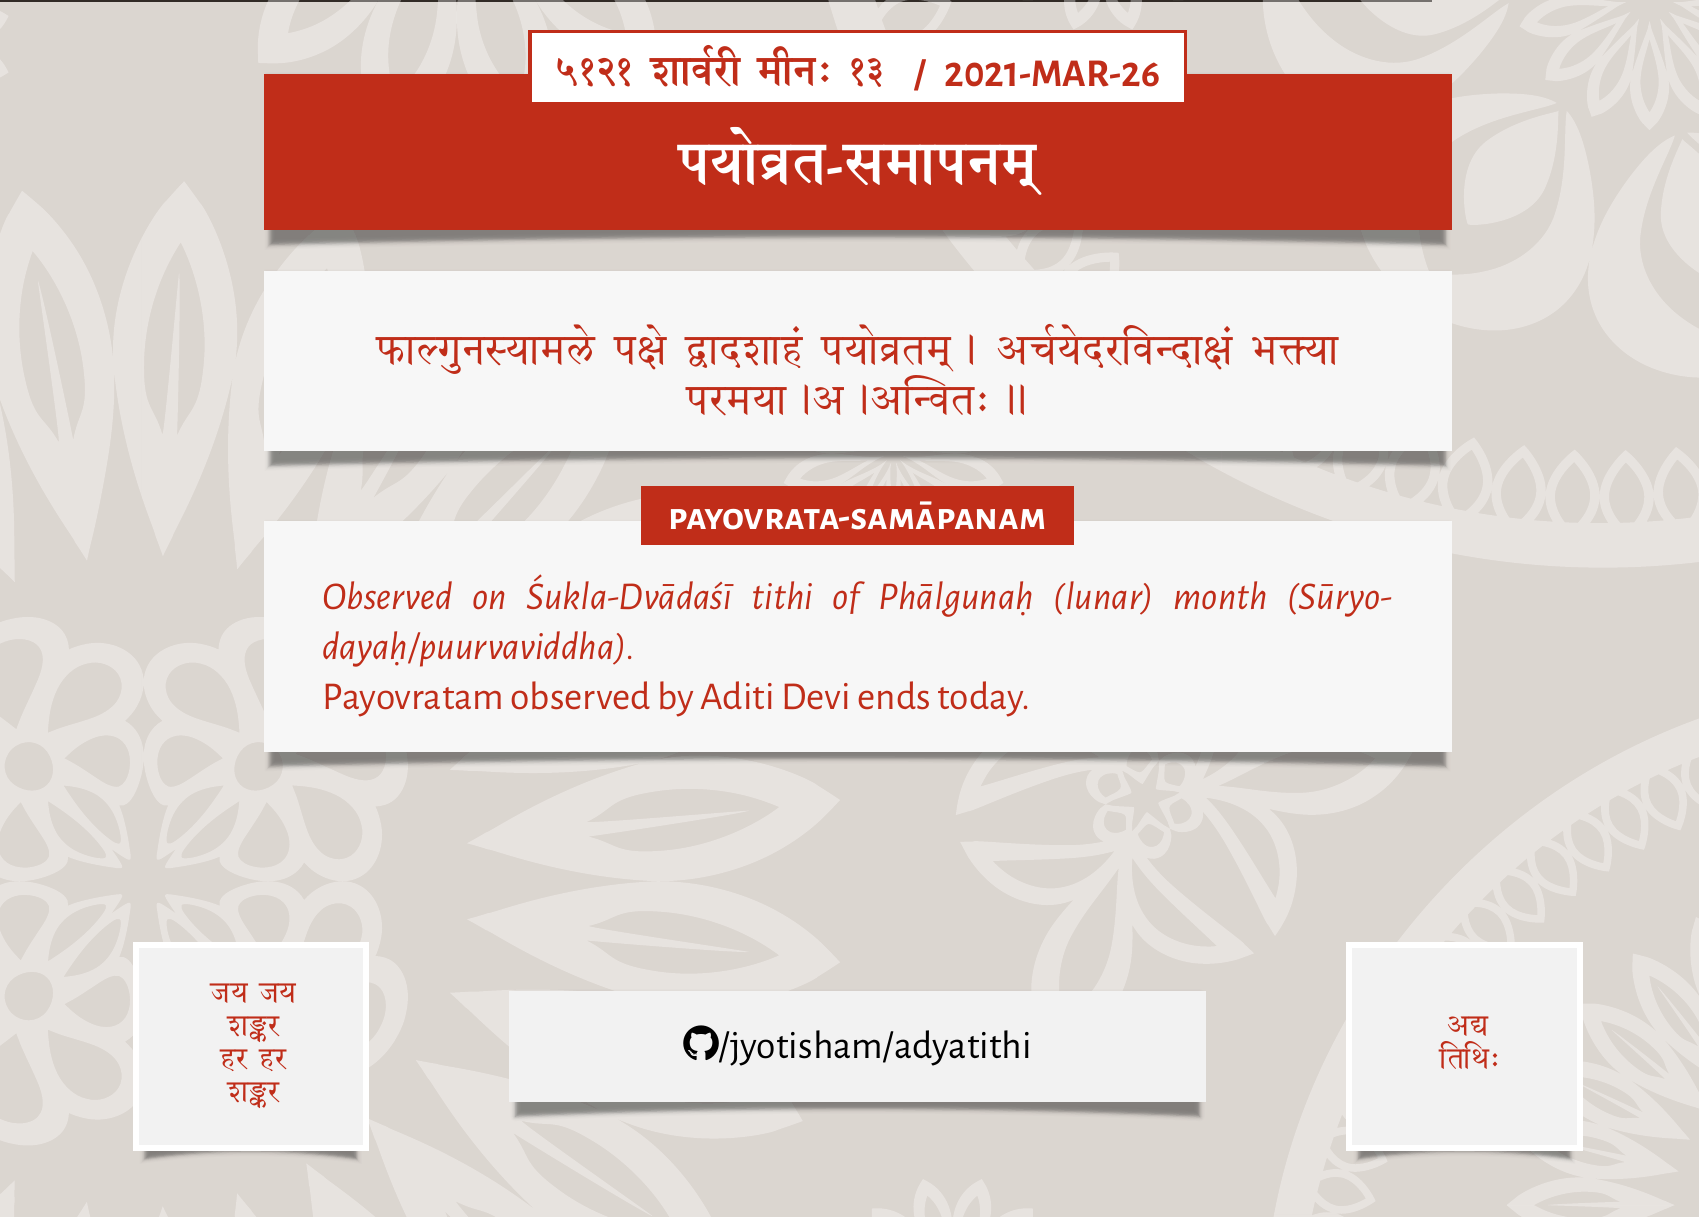 ५१२१ शार्वरी मीनः १३ / 2021-MAR-26
पयोव्रत-समापनम्
फाल्गुनस्यामले पक्षे द्वादशाहं पयोव्रतम् । अर्चयेदरविन्दाक्षं भक्त्या
परमया ।अ ।अन्वितः ॥
PAYOVRATA-SAMĀPANAM
Observed on Śukla-Dvādaśī tithi of Phālgunaḥ (lunar) month (Sūryo-
dayaḥ/puurvaviddha).
Payovratam observed by Aditi Devi ends today.
जय जय
शङ्कर
हर हर
शङ्कर
/jyotisham/adyatithi
अद्य
तिथिः